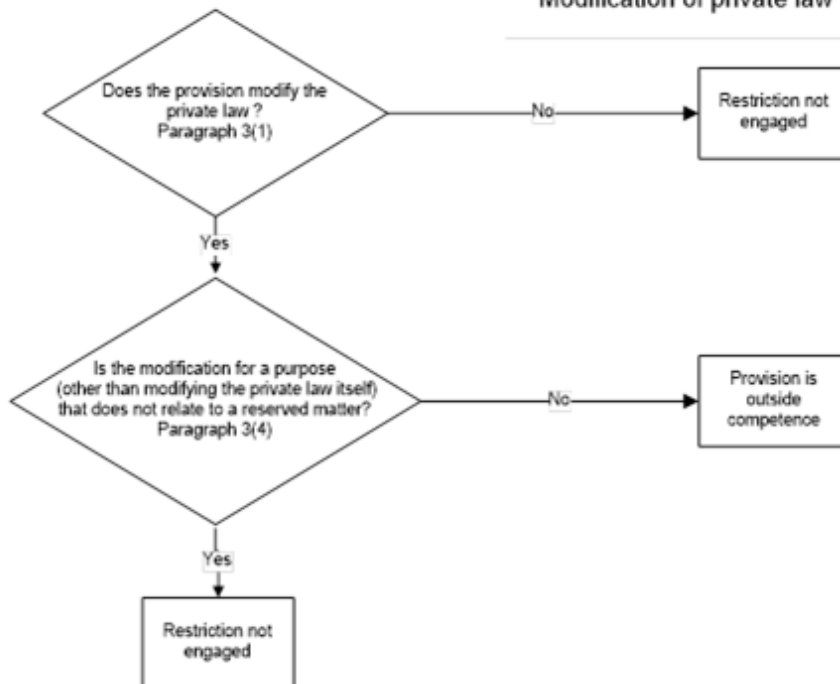 Modification of private law
Does the provision modify the
private law ?
Paragraph 3(1)
No
Restriction not
engaged
Yes
Is the modification for a purpose
(other than modifying the private law itself)
that does not relate to a reserved matter?
Paragraph 3(4)
No
Provision is
outside
competence
Yes
Restriction not
engaged